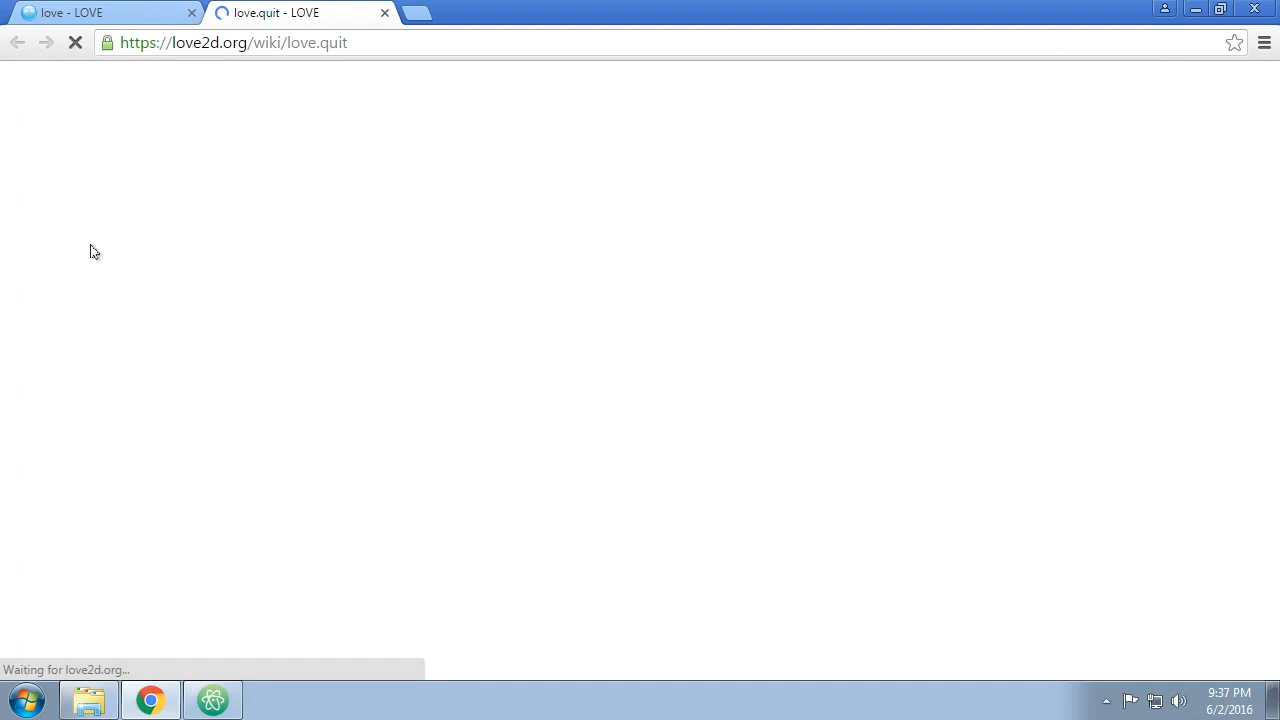 love - LOVE
love.quit - LOVE
https://love2d.org/wiki/love.quit
Waiting for love2d.org...
9:37 PM
6/2/2016